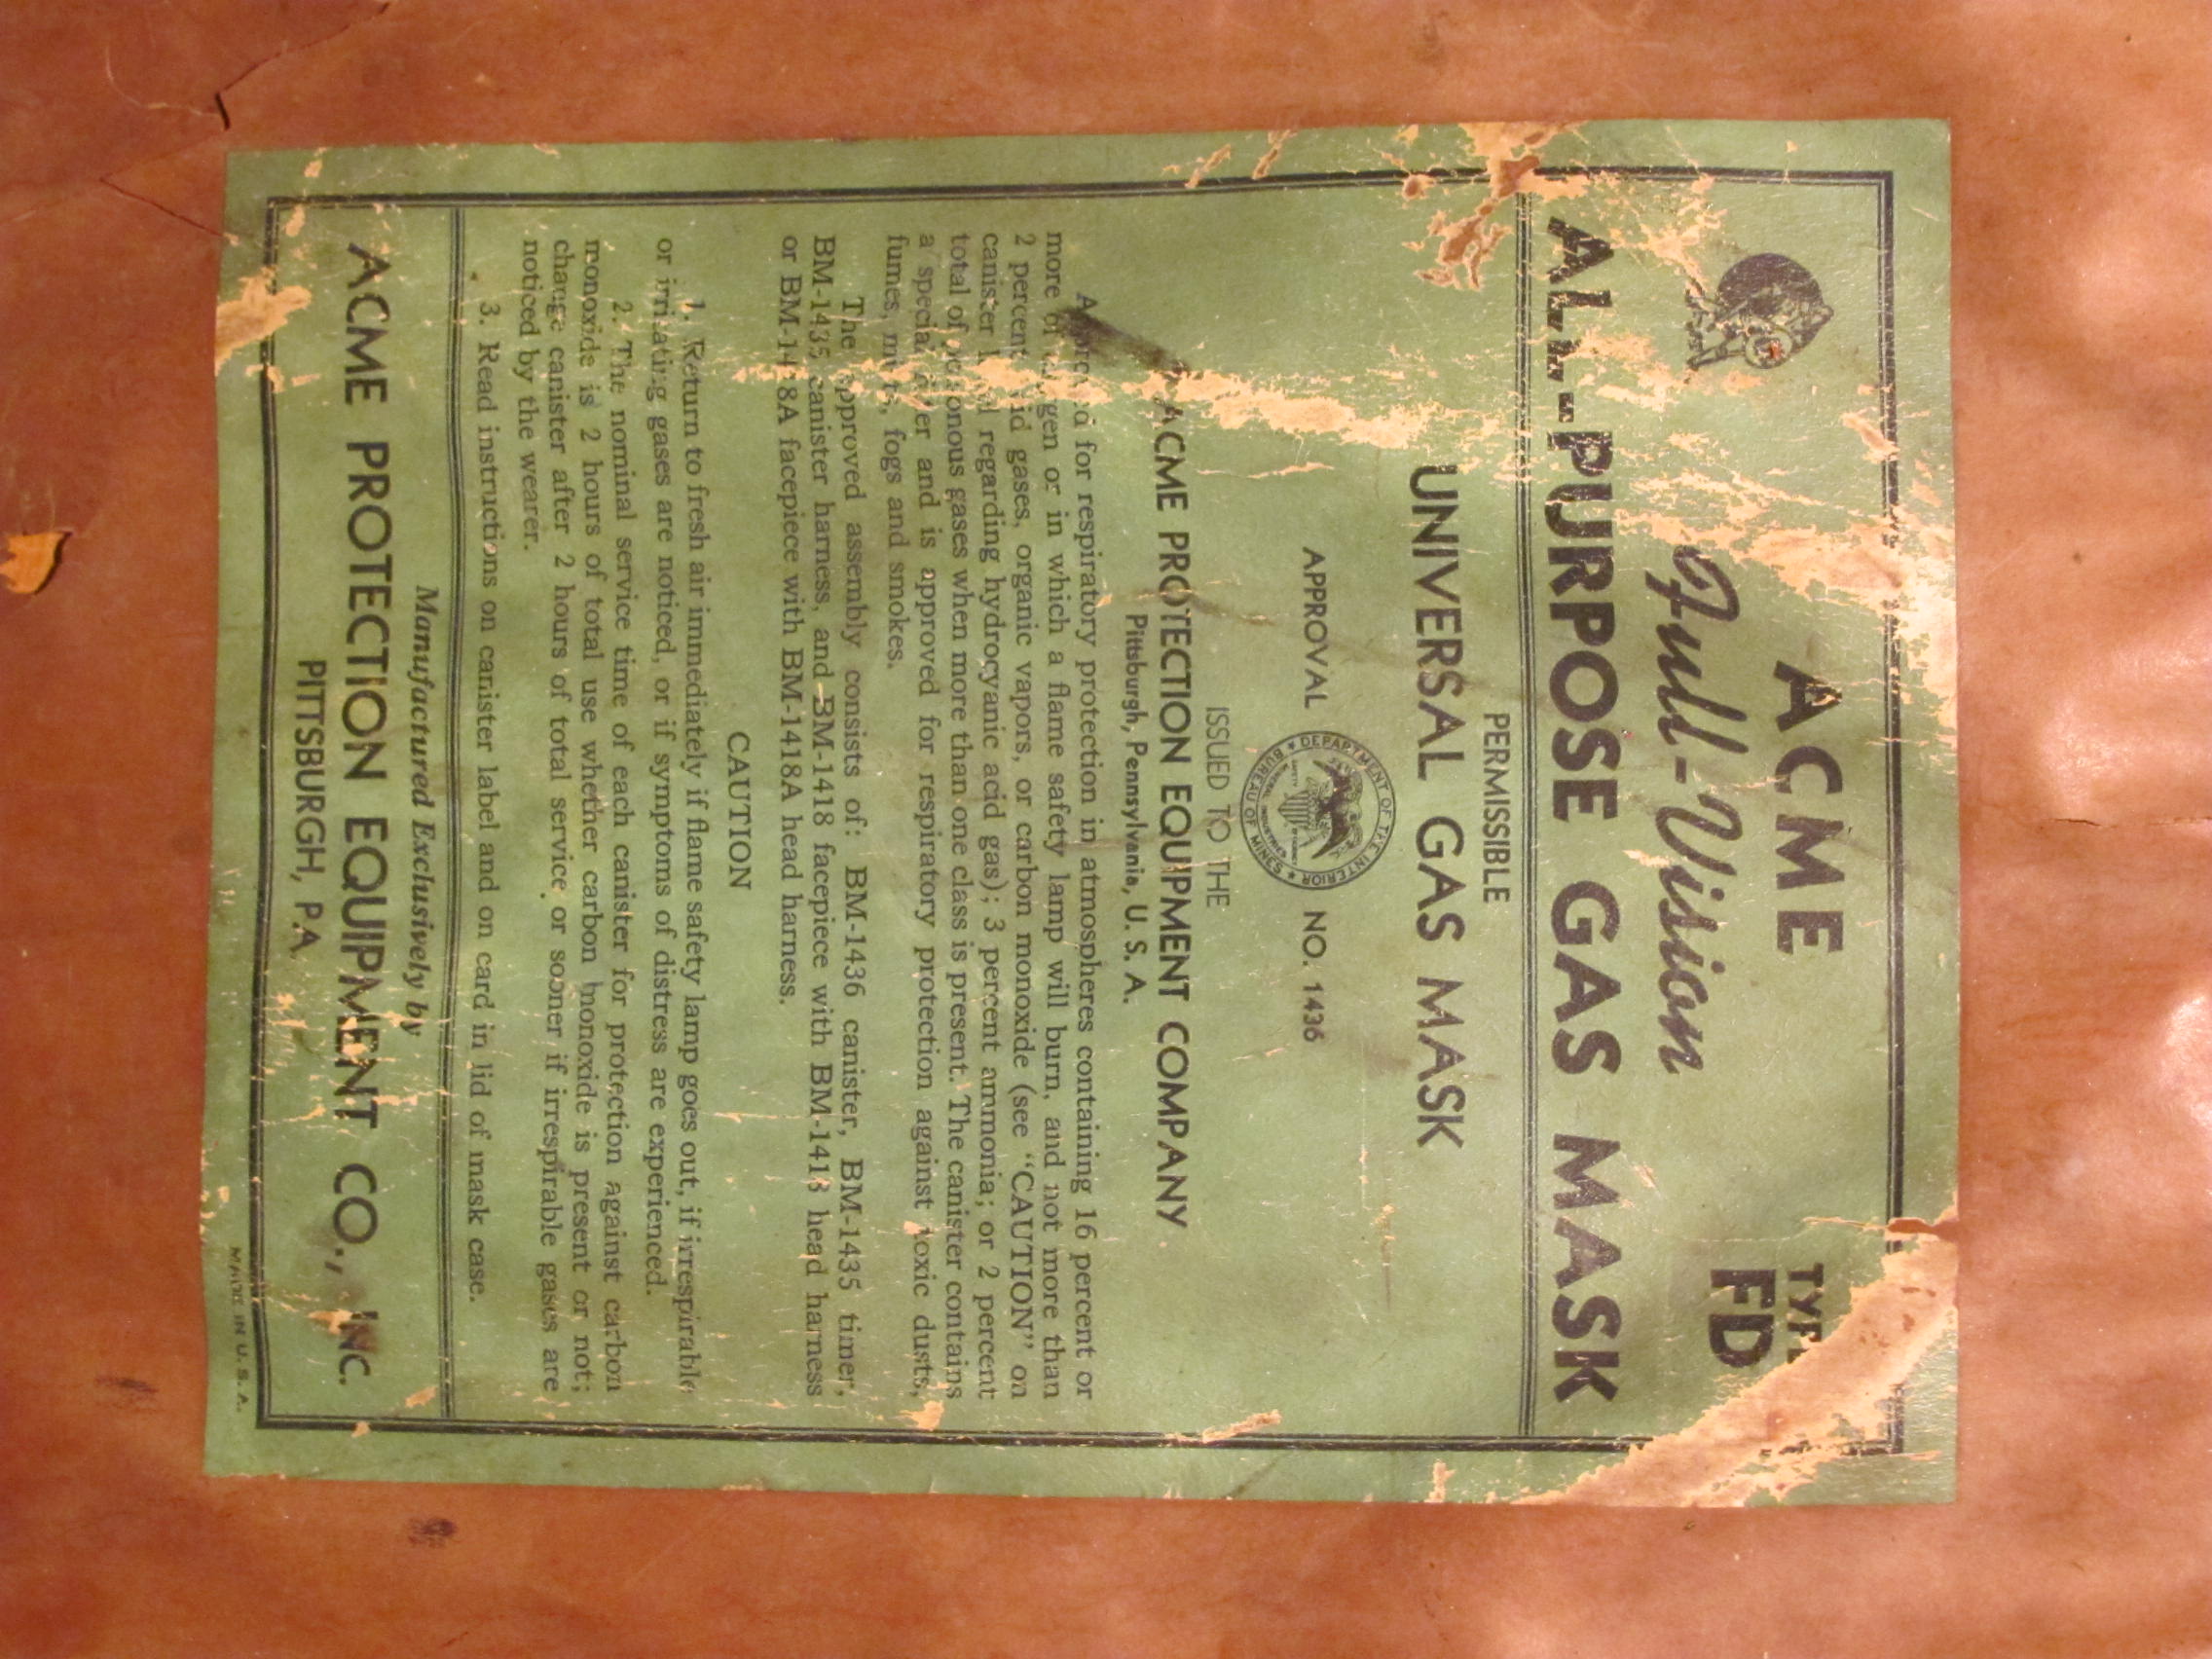 ACME
TYPE
Full-Vision
FD
ALL-PURPOSE GAS MASK
PERMISSIBLE
UNIVERSAL GAS MASK
APPROVAL NO. 1436
DEPARTMENT OF THE INTERIOR
BUREAU OF MINES
ISSUED TO THE
ACME PROTECTION EQUIPMENT COMPANY
Pittsburgh, Pennsylvania, U. S. A.
Approved for respiratory protection in atmospheres containing 16 percent or
more of oxygen or in which a flame safety lamp will burn, and not more than
2 percent acid gases, organic vapors, or carbon monoxide (see "CAUTION" on
canister label regarding hydrocyanic acid gas); 3 percent ammonia; or 2 percent
total of poisonous gases when more than one class is present. The canister contains
a special filter and is approved for respiratory protection against toxic dusts,
fumes, mists, fogs and smokes.
The approved assembly consists of: BM-1436 canister, BM-1435 timer,
BM-1435 canister harness, and BM-1418 facepiece with BM-1413 head harness
or BM-1418A facepiece with BM-1418A head harness.
CAUTION
1. Return to fresh air immediately if flame safety lamp goes out, if irrespirable
or irritating gases are noticed, or if symptoms of distress are experienced.
2. The nominal service time of each canister for protection against carbon
monoxide is 2 hours of total use whether carbon monoxide is present or not;
change canister after 2 hours of total service or sooner if irrespirable gases are
noticed by the wearer.
3. Read instructions on canister label and on card in lid of mask case.
Manufactured Exclusively by
ACME PROTECTION EQUIPMENT CO., INC.
PITTSBURGH, PA.
MADE IN U. S. A.